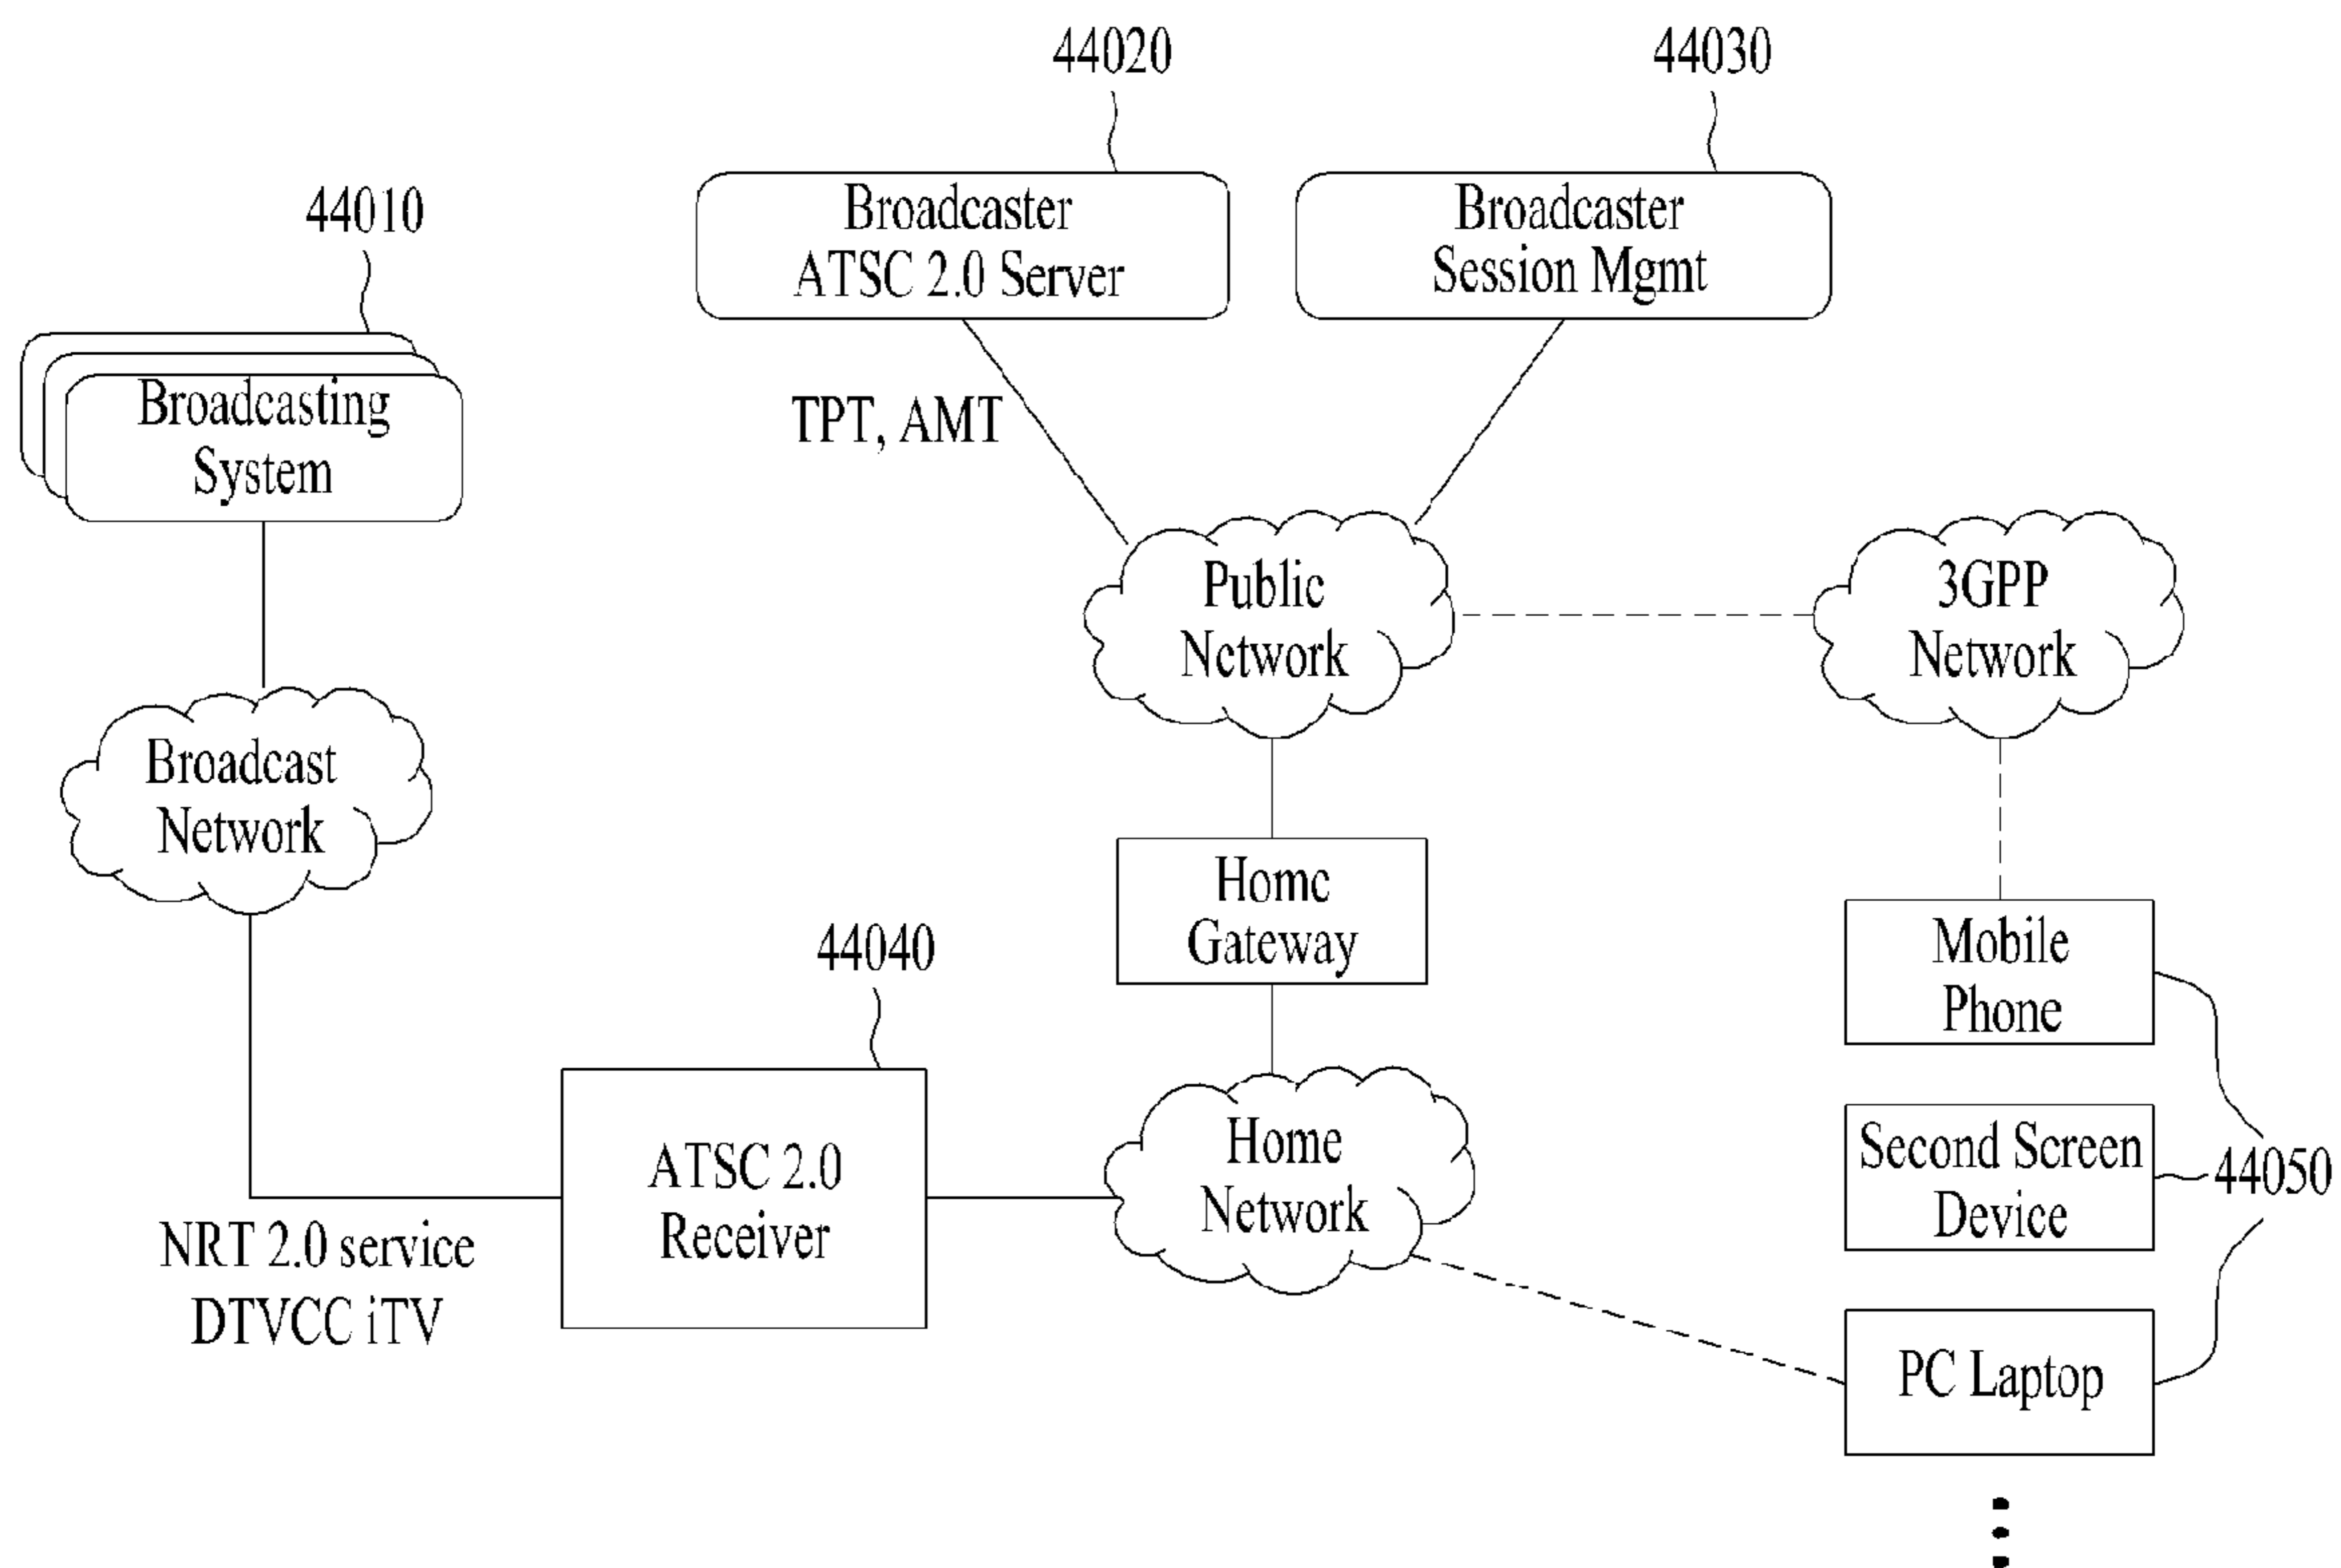 44020
44030
44010
Broadcaster
ATSC 2.0 Server
Broadcaster
Session Mgmt
Broadcasting
System
TPT, AMT
Public
Network
3GPP
Network
Broadcast
Network
Home
Gateway
Mobile
Phone
44040
ATSC 2.0
Receiver
Home
Network
Second Screen
Device
44050
NRT 2.0 service
DTVCC iTV
PC Laptop